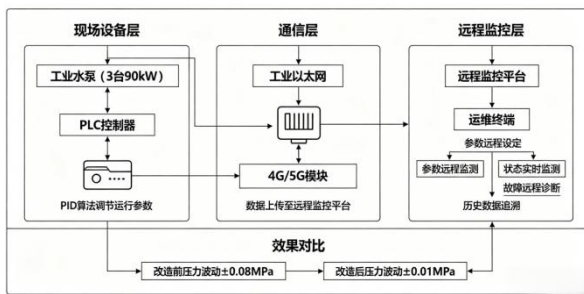 现场设备层
工业水泵（3台90kW）
PLC控制器
PID算法调节运行参数
通信层
工业以太网
4G/5G模块
数据上传至远程监控平台
远程监控层
远程监控平台
运维终端
参数远程设定
参数远程监测
状态实时监测
故障远程诊断
历史数据追溯
效果对比
改造前压力波动±0.08MPa
改造后压力波动±0.01MPa